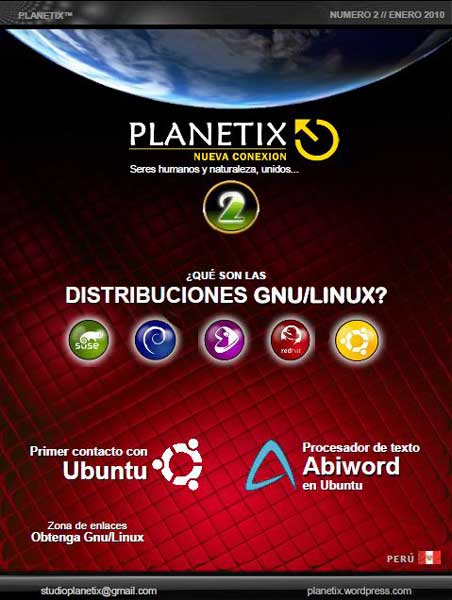 PLANETIX™
NUMERO 2 // ENERO 2010
PLANETIX
NUEVA CONEXION
Seres humanos y naturaleza, unidos...
2
¿QUÉ SON LAS
DISTRIBUCIONES GNU/LINUX?
suse
redhat
Primer contacto con
Ubuntu
Procesador de texto
Abiword
en Ubuntu
Zona de enlaces
Obtenga Gnu/Linux
PERÚ
studioplanetix@gmail.com
planetix.wordpress.com